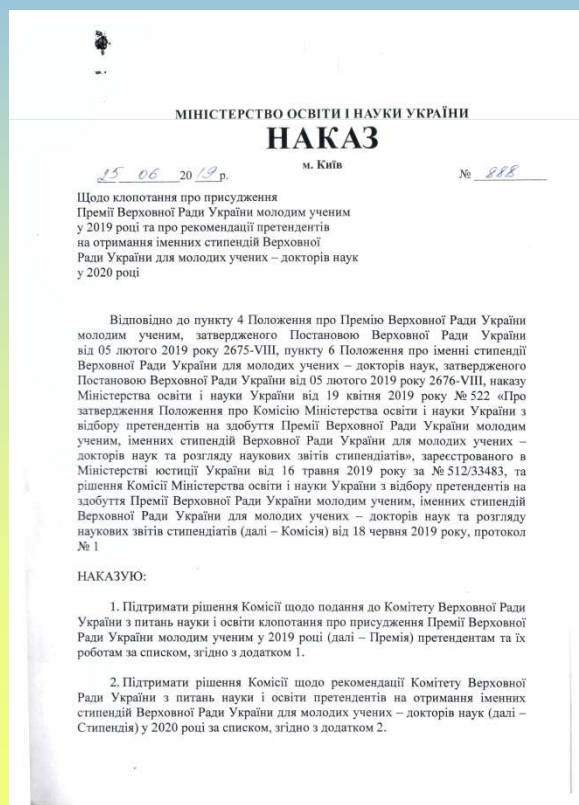 МІНІСТЕРСТВО ОСВІТИ І НАУКИ УКРАЇНИ
НАКАЗ
м. Київ
25 06 2019 р.
№ 888
Щодо клопотання про присудження
Премії Верховної Ради України молодим ученим
у 2019 році та про рекомендації претендентів
на отримання іменних стипендій Верховної
Ради України для молодих учених – докторів наук
у 2020 році
Відповідно до пункту 4 Положення про Премію Верховної Ради України
молодим ученим, затвердженого Постановою Верховної Ради України
від 05 лютого 2019 року 2675-VIII, пункту 6 Положення про іменні стипендії
Верховної Ради України для молодих учених – докторів наук, затвердженого
Постановою Верховної Ради України від 05 лютого 2019 року 2676-VIII, наказу
Міністерства освіти і науки України від 19 квітня 2019 року № 522 «Про
затвердження Положення про Комісію Міністерства освіти і науки України з
відбору претендентів на здобуття Премії Верховної Ради України молодим
ученим, іменних стипендій Верховної Ради України для молодих учених –
докторів наук та розгляду наукових звітів стипендіатів», зареєстрованого в
Міністерстві юстиції України від 16 травня 2019 року за № 512/33483, та
рішення Комісії Міністерства освіти і науки України з відбору претендентів на
здобуття Премії Верховної Ради України молодим ученим, іменних стипендій
Верховної Ради України для молодих учених – докторів наук та розгляду
наукових звітів стипендіатів (далі – Комісія) від 18 червня 2019 року, протокол
№ 1
НАКАЗУЮ:
1. Підтримати рішення Комісії щодо подання до Комітету Верховної Ради
України з питань науки і освіти клопотання про присудження Премії Верховної
Ради України молодим ученим у 2019 році (далі – Премія) претендентам та їх
роботам за списком, згідно з додатком 1.
2. Підтримати рішення Комісії щодо рекомендації Комітету Верховної
Ради України з питань науки і освіти претендентів на отримання іменних
стипендій Верховної Ради України для молодих учених – докторів наук (далі –
Стипендія) у 2020 році за списком, згідно з додатком 2.